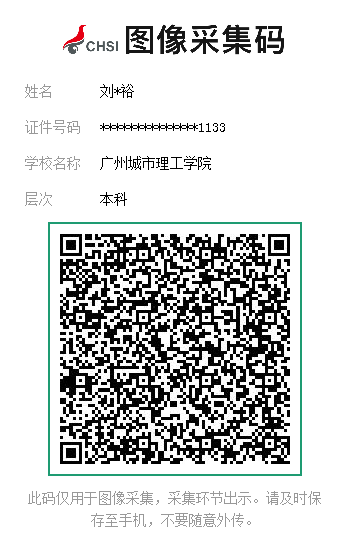 CHSI 图像采集码
姓名 刘*裕
证件号码 **************1133
学校名称 广州城市理工学院
层次 本科
此码仅用于图像采集，采集环节出示。请及时保
存至手机，不要随意外传。